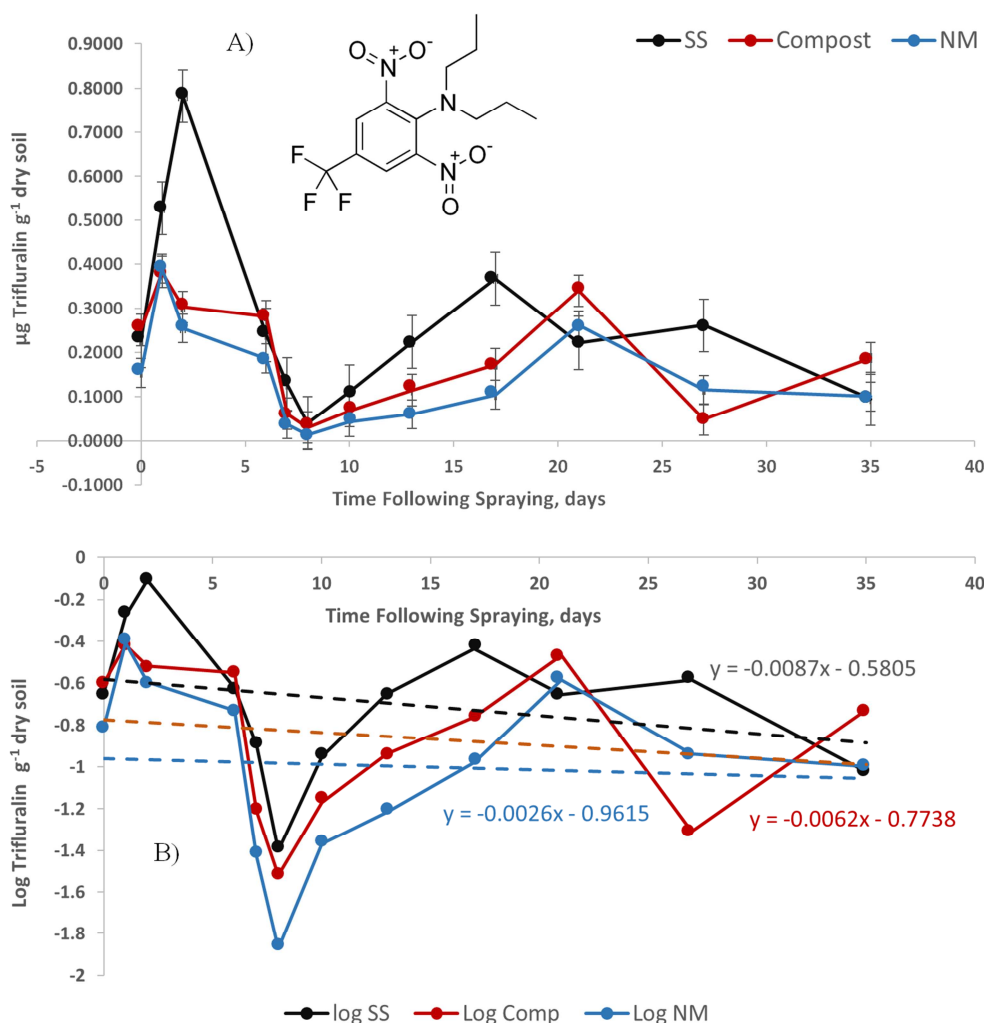 A)
SS Compost NM
0.9000
0.8000
0.7000
0.6000
0.5000
0.4000
0.3000
0.2000
0.1000
0.0000
-0.1000
µg Trifluralin g-1 dry soil
O
N+
O-
N
F
F
F
N+
O-
O
-5 0 5 10 15 20 25 30 35 40
Time Following Spraying, days
0
-0.2
-0.4
-0.6
-0.8
-1
-1.2
-1.4
-1.6
-1.8
-2
Log Trifluralin g-1 dry soil
0 5 10 15 20 25 30 35 40
Time Following Spraying, days
y = -0.0087x - 0.5805
y = -0.0026x - 0.9615
y = -0.0062x - 0.7738
B)
log SS Log Comp Log NM